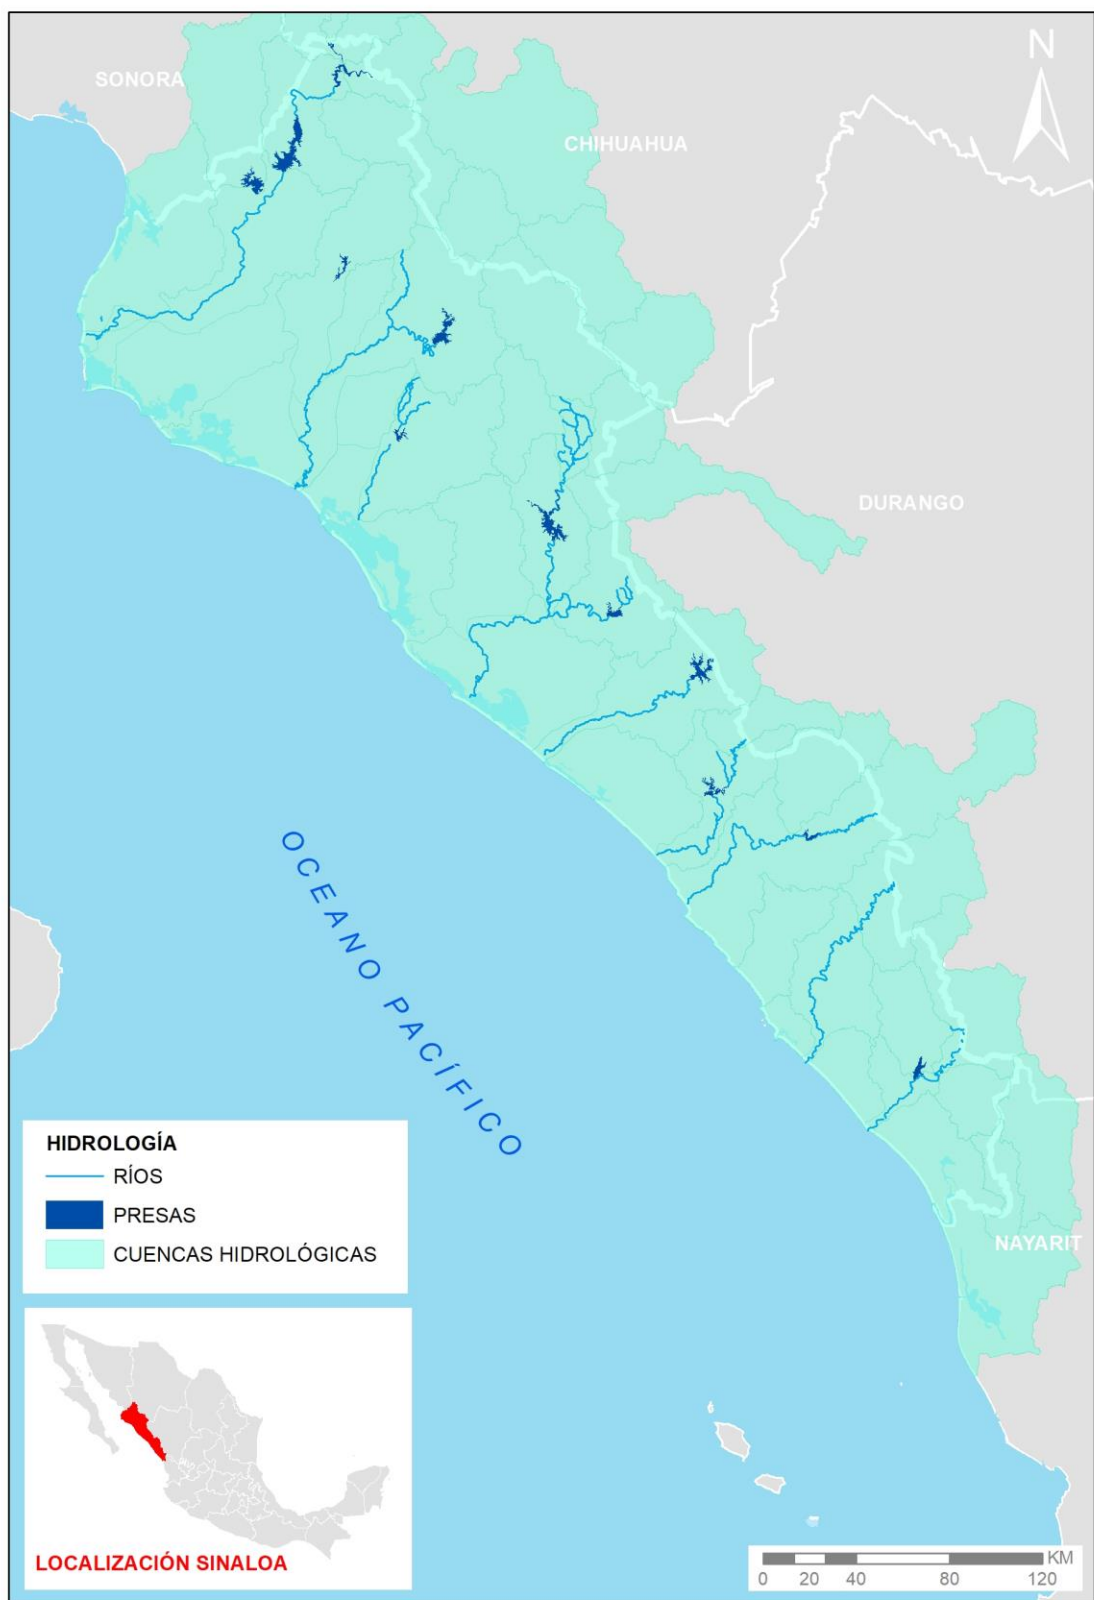 N
SONORA
CHIHUAHUA
DURANGO
OCEANO PACÍFICO
NAYARIT
HIDROLOGÍA
RÍOS
PRESAS
CUENCAS HIDROLÓGICAS
LOCALIZACIÓN SINALOA
KM
0 20 40 80 120